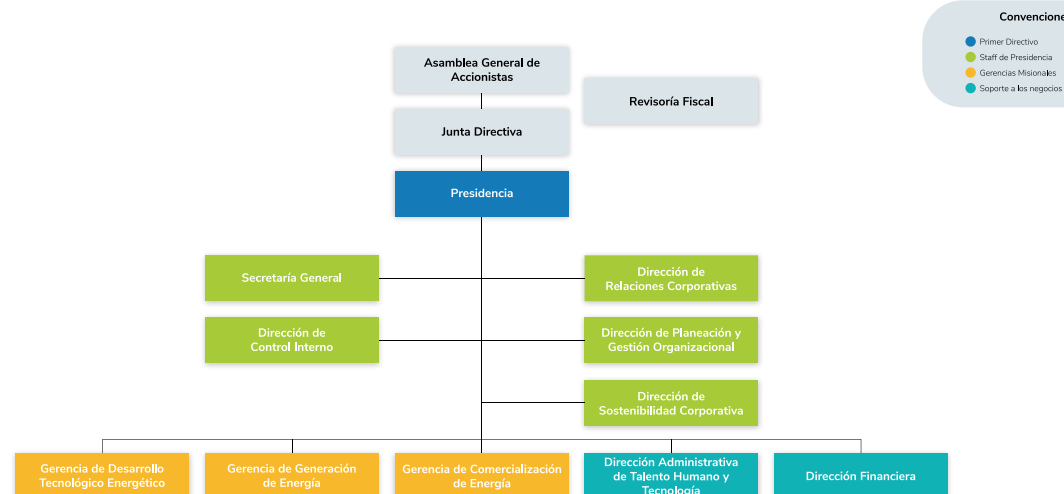 Convencione
Primer Directivo
Staff de Presidencia
Gerencias Misionales
Soporte a los negocios
Asamblea General de
Accionistas
Revisoría Fiscal
Junta Directiva
Presidencia
Secretaría General
Dirección de
Relaciones Corporativas
Dirección de
Control Interno
Dirección de Planeación y
Gestión Organizacional
Dirección de
Sostenibilidad Corporativa
Gerencia de Desarrollo
Tecnológico Energético
Gerencia de Generación
de Energía
Gerencia de Comercialización
de Energía
Dirección Administrativa
de Talento Humano y
Tecnología
Dirección Financiera